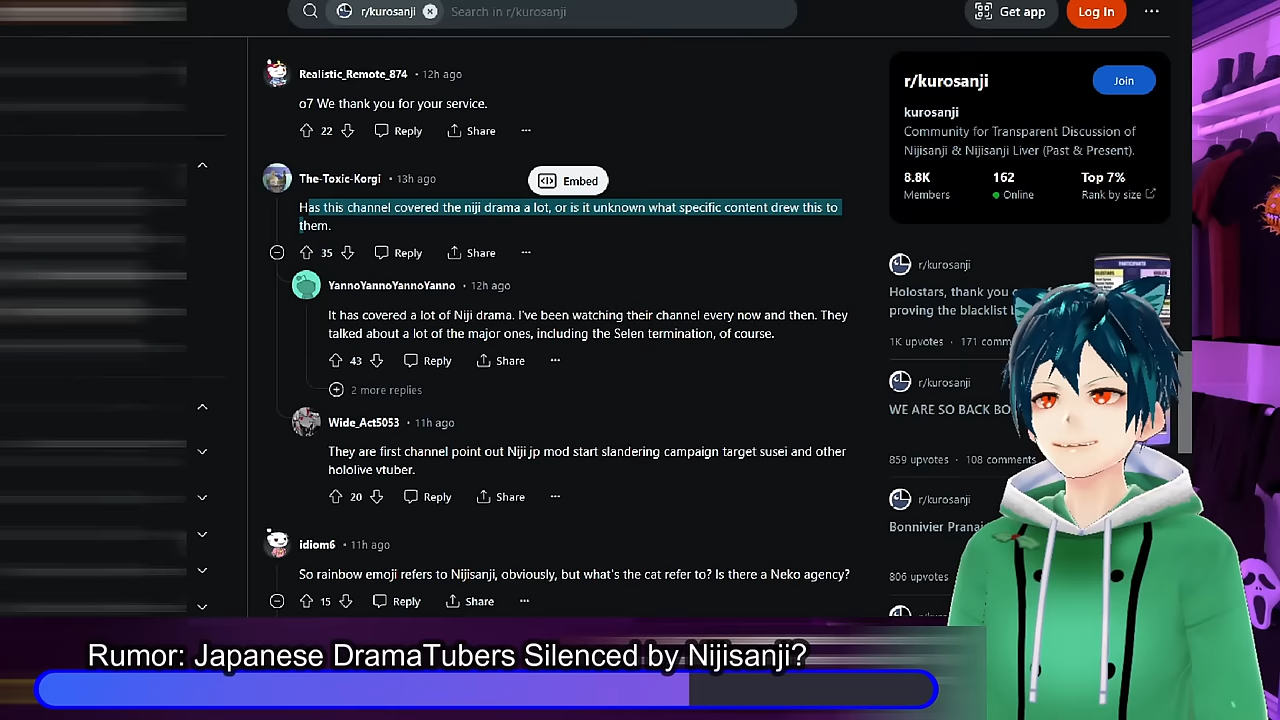 r/kurosanji
Search in r/kurosanji
Get app
Log In
Realistic_Remote_874 • 12h ago
o7 We thank you for your service.
22 Reply Share
The-Toxic-Korgi • 13h ago
Embed
Has this channel covered the niji drama a lot, or is it unknown what specific content drew this to
them.
35 Reply Share
YannoYannoYannoYanno • 12h ago
It has covered a lot of Niji drama. I've been watching their channel every now and then. They
talked about a lot of the major ones, including the Selen termination, of course.
43 Reply Share
2 more replies
Wide_Act5053 • 11h ago
They are first channel point out Niji jp mod start slandering campaign target susei and other
hololive vtuber.
20 Reply Share
idiom6 • 11h ago
So rainbow emoji refers to Nijisanji, obviously, but what's the cat refer to? Is there a Neko agency?
15 Reply Share
r/kurosanji
Join
kurosanji
Community for Transparent Discussion of
Nijisanji & Nijisanji Liver (Past & Present).
8.8K 162 Top 7%
Members Online Rank by size
r/kurosanji
PARTICIPANTS
Holostars, thank you
proving the blacklist
1K upvotes • 171 comm
r/kurosanji
WE ARE SO BACK BO
859 upvotes • 108 comments
r/kurosanji
Bonnivier Pranaj
806 upvotes
Rumor: Japanese DramaTubers Silenced by Nijisanji?